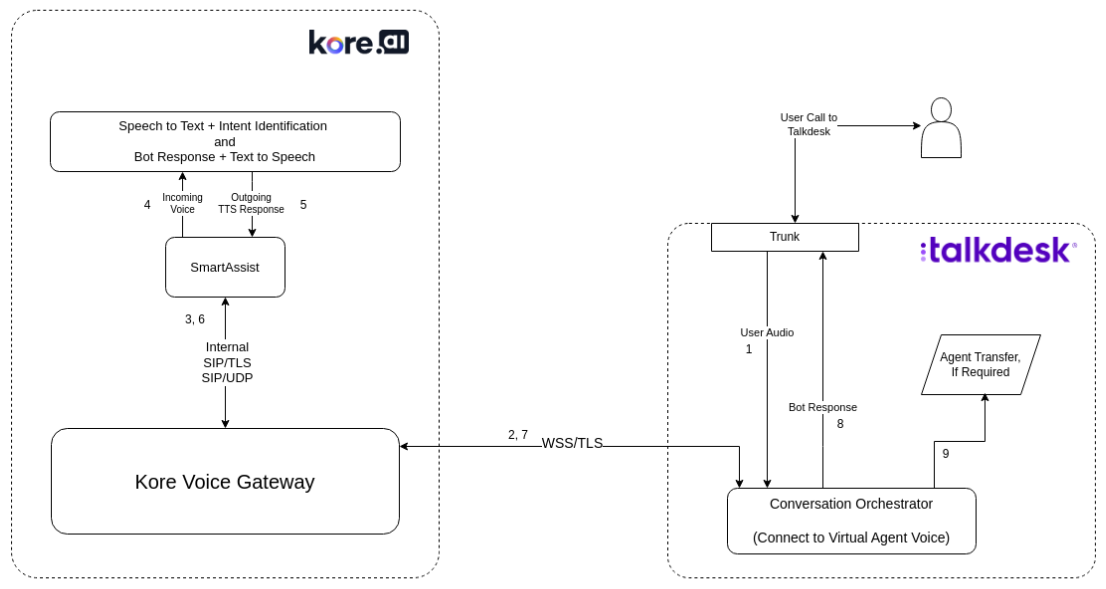 kore.ai
Speech to Text + Intent Identification
and
Bot Response + Text to Speech
4
Incoming
Voice
Outgoing
TTS Response
5
SmartAssist
3, 6
Internal
SIP/TLS
SIP/UDP
Kore Voice Gateway
2, 7
WSS/TLS
User Call to
Talkdesk
Trunk
:talkdesk®
User Audio
1
Bot Response
8
Agent Transfer,
If Required
9
Conversation Orchestrator
(Connect to Virtual Agent Voice)